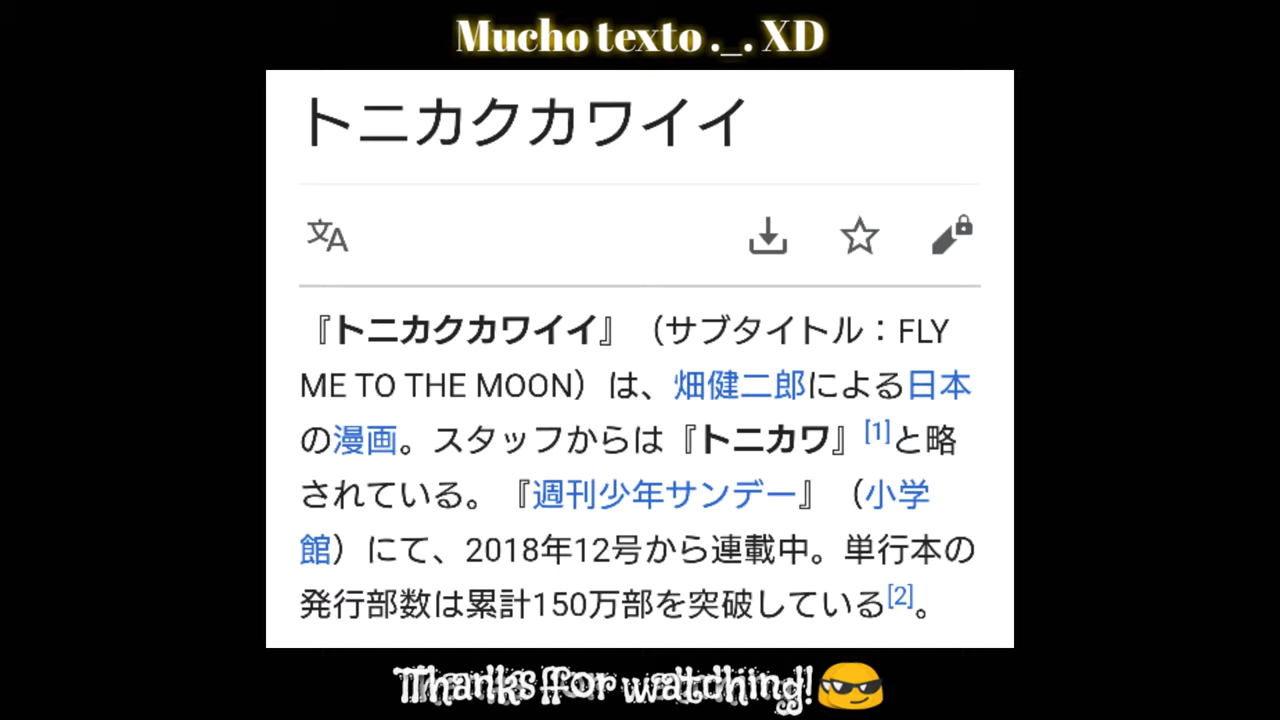 Mucho texto ._. XD
トニカクカワイイ
『トニカクカワイイ』（サブタイトル：FLY
ME TO THE MOON）は、畑健二郎による日本
の漫画。スタッフからは『トニカワ』[1]と略
されている。『週刊少年サンデー』（小学
館）にて、2018年12号から連載中。単行本の
発行部数は累計150万部を突破している[2]。
Thanks for watching!😎